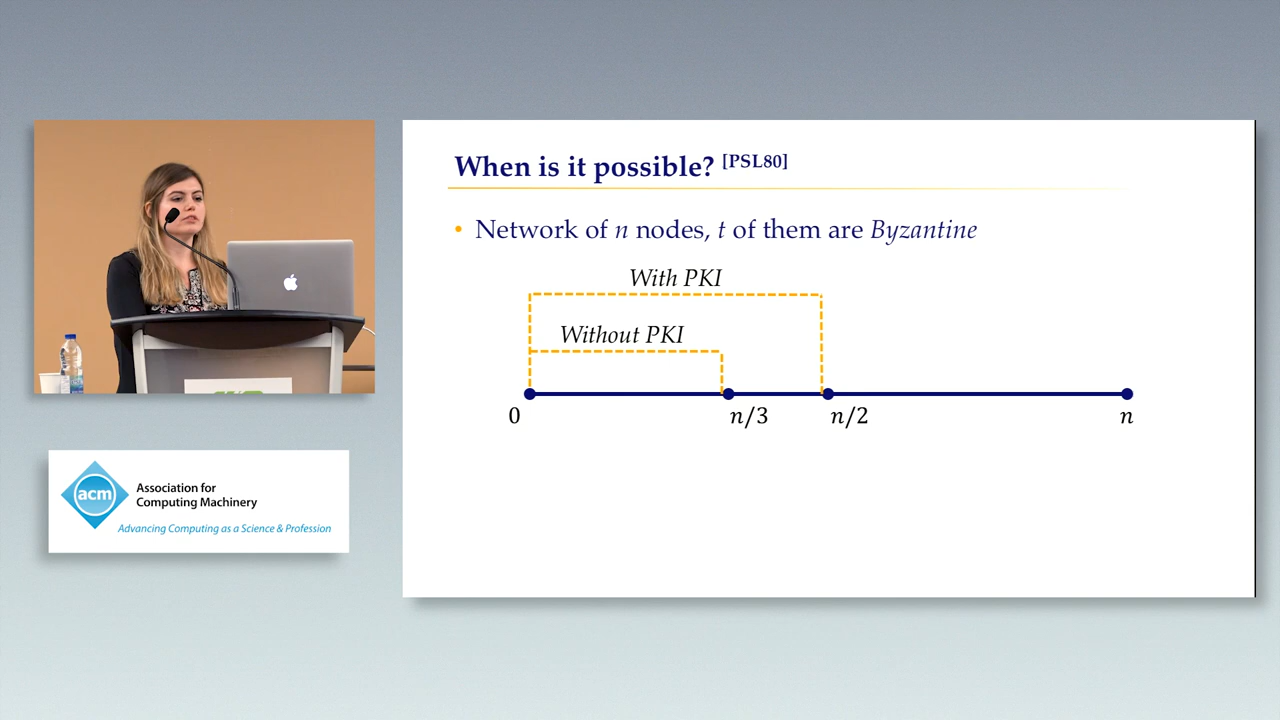 When is it possible? [PSL80]
• Network of n nodes, t of them are Byzantine
With PKI
Without PKI
0
n/3
n/2
n
acm
Association for
Computing Machinery
Advancing Computing as a Science & Profession